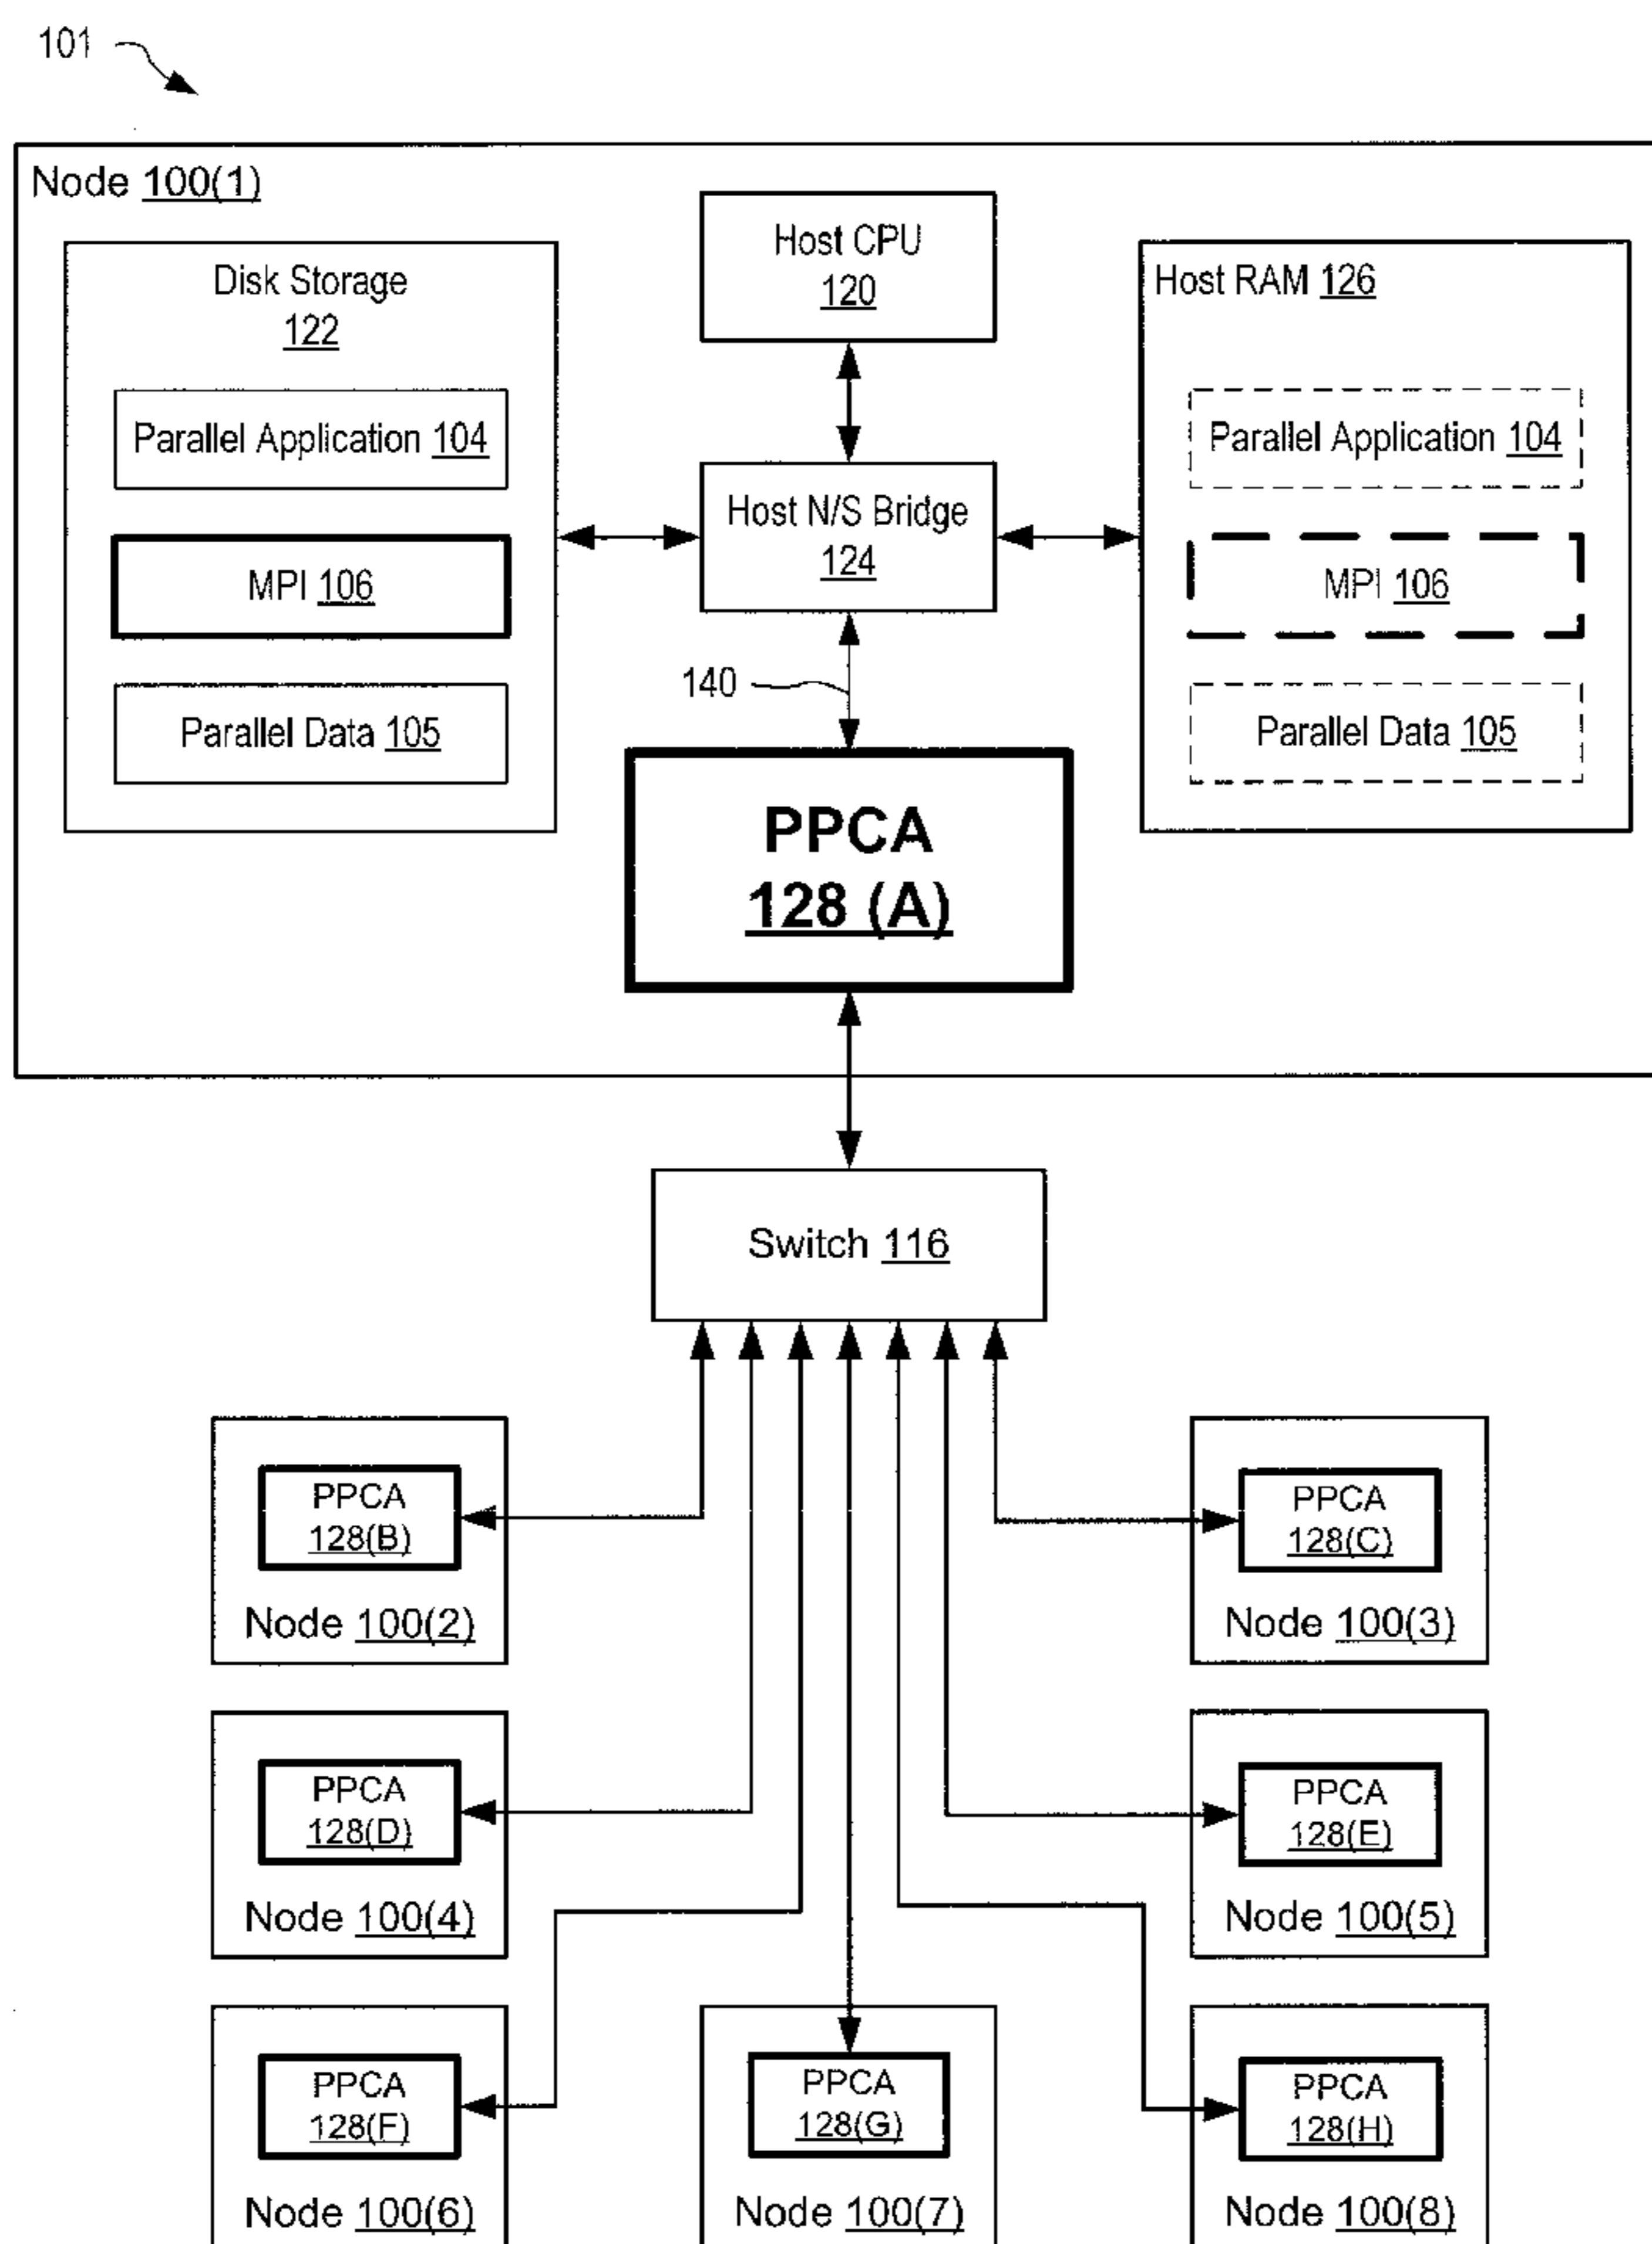 101
Node 100(1)
Host CPU
120
Disk Storage
122
Host RAM 126
Parallel Application 104
Host N/S Bridge
124
Parallel Application 104
MPI 106
MPI 106
140
Parallel Data 105
Parallel Data 105
PPCA
128 (A)
Switch 116
PPCA
128(B)
Node 100(2)
PPCA
128(C)
Node 100(3)
PPCA
128(D)
Node 100(4)
PPCA
128(E)
Node 100(5)
PPCA
128(F)
Node 100(6)
PPCA
128(G)
Node 100(7)
PPCA
128(H)
Node 100(8)